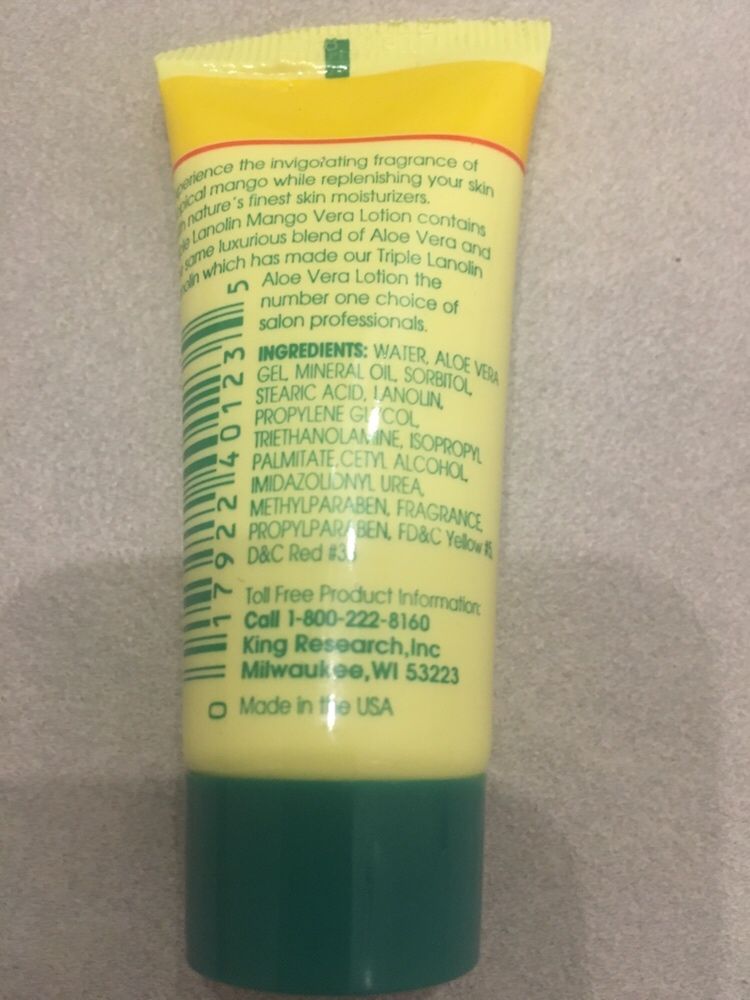 perience the invigorating fragrance of
pical mango while replenishing your skin
nature's finest skin moisturizers.
le Lanolin Mango Vera Lotion contains
same luxurious blend of Aloe Vera and
olin which has made our Triple Lanolin
Aloe Vera Lotion the
number one choice of
salon professionals.
INGREDIENTS: WATER, ALOE VERA
GEL, MINERAL OIL, SORBITOL,
STEARIC ACID, LANOLIN,
PROPYLENE GLYCOL,
TRIETHANOLAMINE, ISOPROPYL
PALMITATE, CETYL ALCOHOL,
IMIDAZOLIDNYL UREA,
METHYLPARABEN, FRAGRANCE,
PROPYLPARABEN, FD&C Yellow #5,
D&C Red
Toll Free Product Information:
Call 1-800-222-8160
King Research,Inc
Milwaukee,WI 53223
Made in the USA
0 17922 40123 5